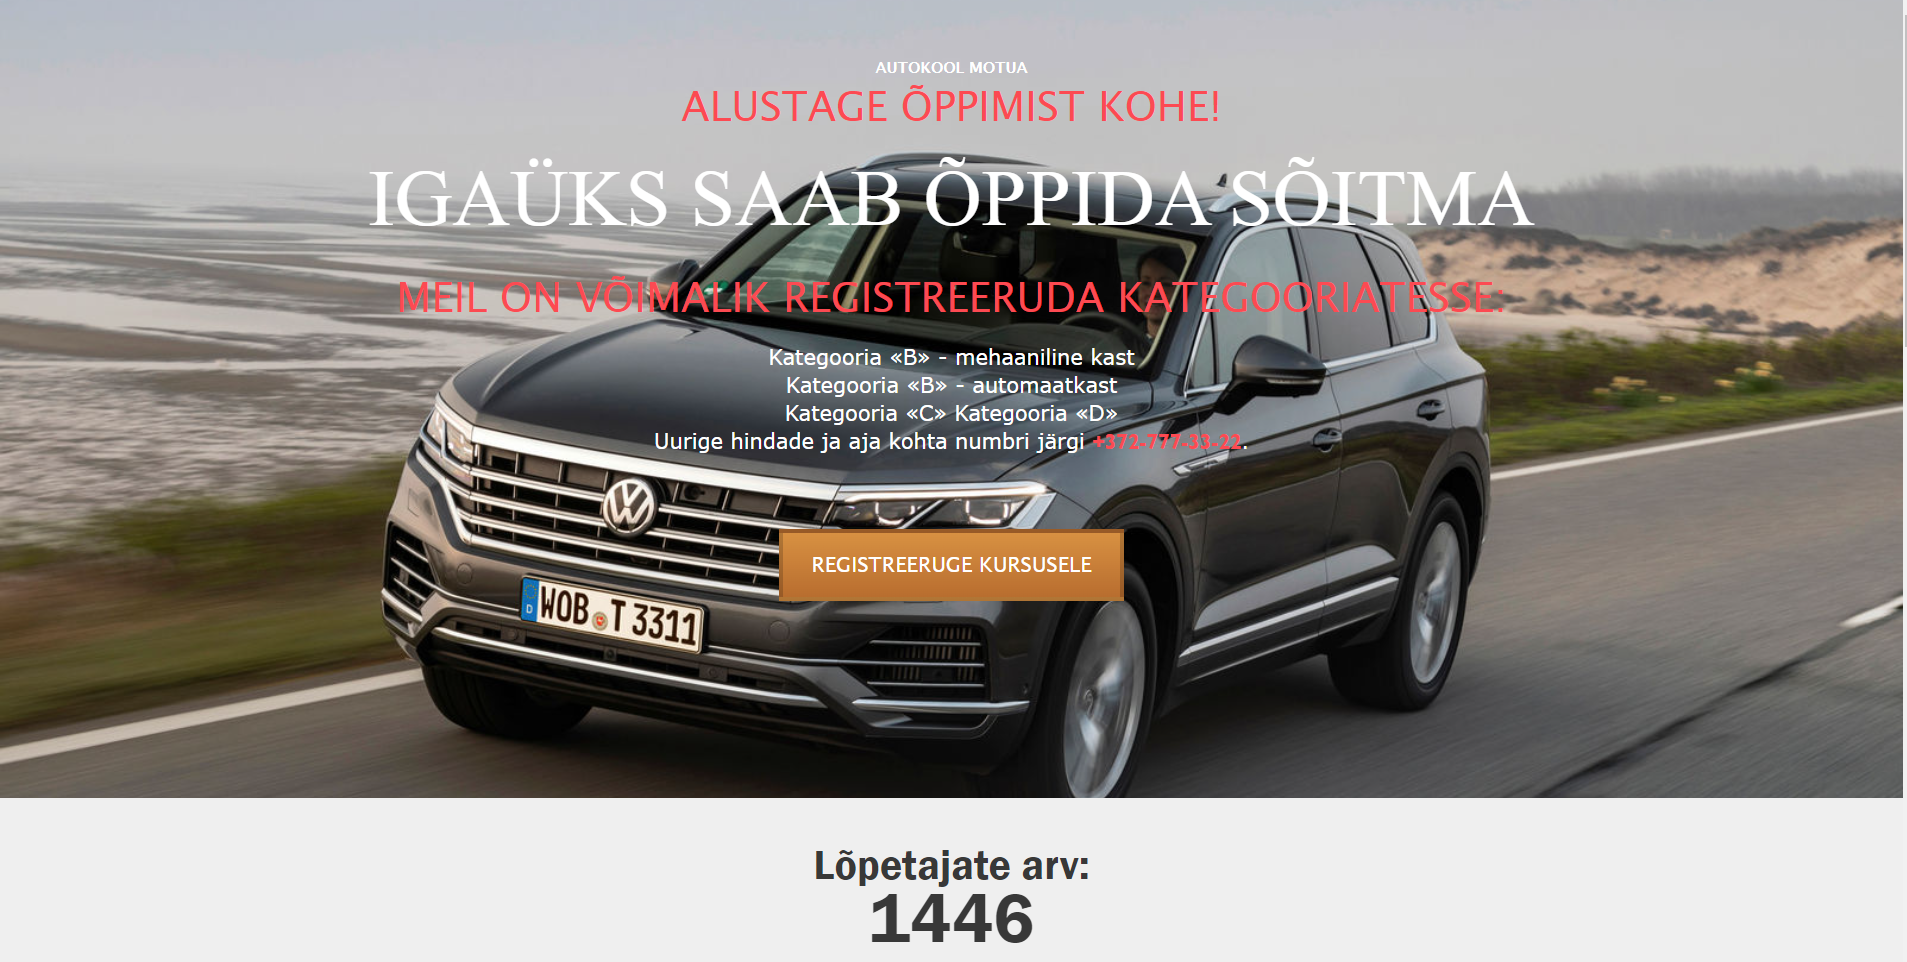 AUTOKOOL MOTUA
ALUSTAGE ÕPPIMIST KOHE!
IGAÜKS SAAB ÕPPIDA SÕITMA
MEIL ON VÕIMALIK REGISTREERUDA KATEGOORIATESSE:
Kategooria «B» - mehaaniline kast
Kategooria «B» - automaatkast
Kategooria «C» Kategooria «D»
Uurige hindade ja aja kohta numbri järgi +372-777-33-22.
REGISTREERUGE KURSUSELE
D WOB T 3311
Lõpetajate arv:
1446